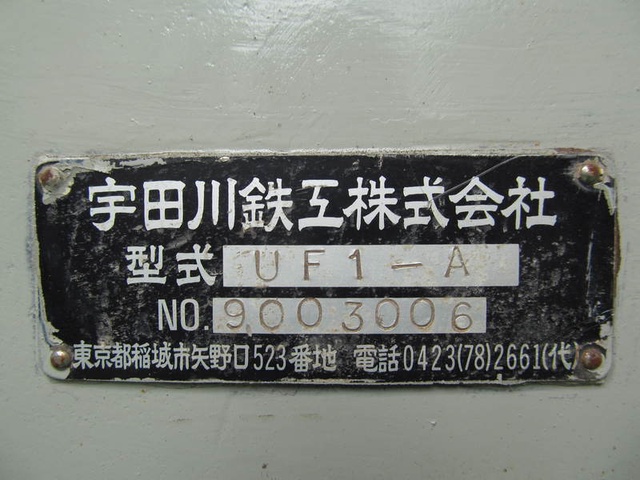 宇田川鉄工株式会社
型式 UF1-A
NO. 9003006
東京都稲城市矢野口523番地 電話0423(78)2661(代)